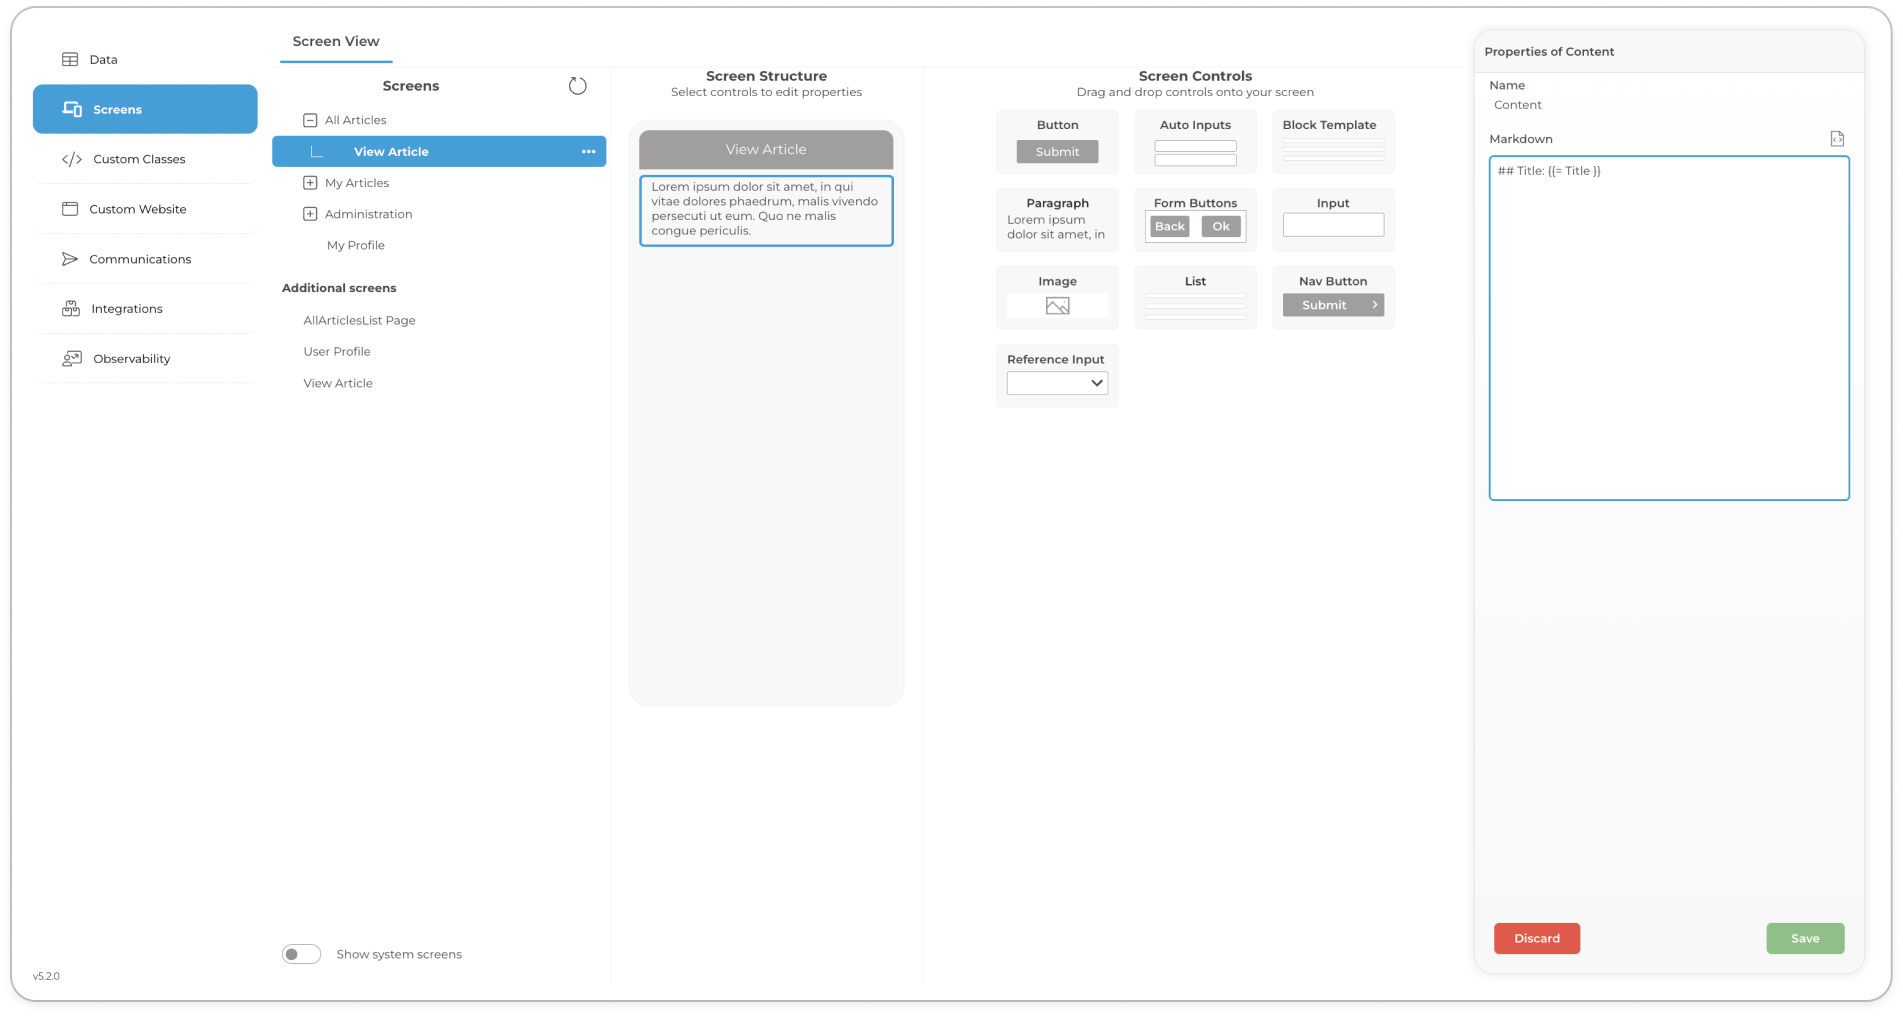 Data
Screens
Custom Classes
Custom Website
Communications
Integrations
Observability
v5.2.0
Screen View
Screens
All Articles
View Article
My Articles
Administration
My Profile
Additional screens
AllArticlesList Page
User Profile
View Article
Show system screens
Screen Structure
Select controls to edit properties
View Article
Lorem ipsum dolor sit amet, in qui
vitae dolores phaedrum, malis vivendo
persecuti ut eum. Quo ne malis
congue periculis.
Screen Controls
Drag and drop controls onto your screen
Button
Submit
Auto Inputs
Block Template
Paragraph
Lorem ipsum
dolor sit amet, in
Form Buttons
Back Ok
Input
Image
List
Nav Button
Submit
Reference Input
Properties of Content
Name
Content
Markdown
## Title: {{= Title }}
Discard
Save